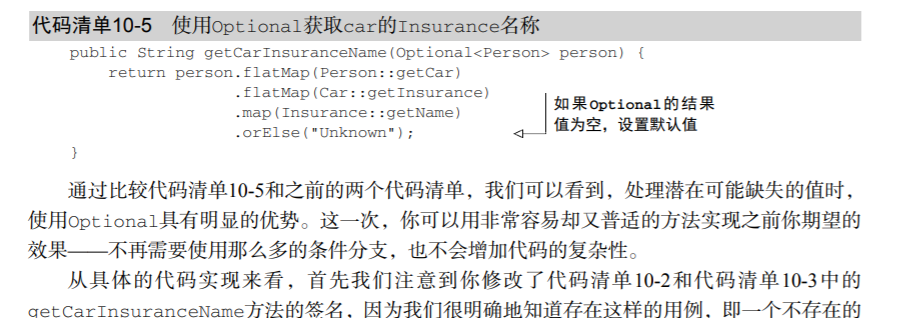 代码清单10-5 使用Optional获取car的Insurance名称
public String getCarInsuranceName(Optional<Person> person) {
return person.flatMap(Person::getCar)
.flatMap(Car::getInsurance)
.map(Insurance::getName)
.orElse("Unknown");
}
如果Optional的结果
值为空，设置默认值
通过比较代码清单10-5和之前的两个代码清单，我们可以看到，处理潜在可能缺失的值时，
使用Optional具有明显的优势。这一次，你可以用非常容易却又普适的方法实现之前你期望的
效果——不再需要使用那么多的条件分支，也不会增加代码的复杂性。
从具体的代码实现来看，首先我们注意到你修改了代码清单10-2和代码清单10-3中的
getCarInsuranceName方法的签名，因为我们很明确地知道存在这样的用例，即一个不存在的